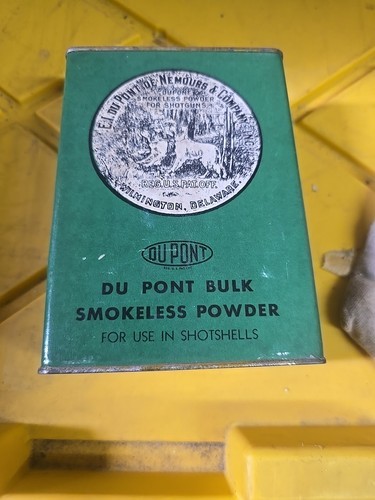 E.I. DU PONT DE NEMOURS & COMPANY
DUPONT
SMOKELESS POWDER
FOR SHOTGUNS
REG. U.S. PAT. OFF.
WILMINGTON, DELAWARE.
DU PONT
DU PONT BULK
SMOKELESS POWDER
FOR USE IN SHOTSHELLS